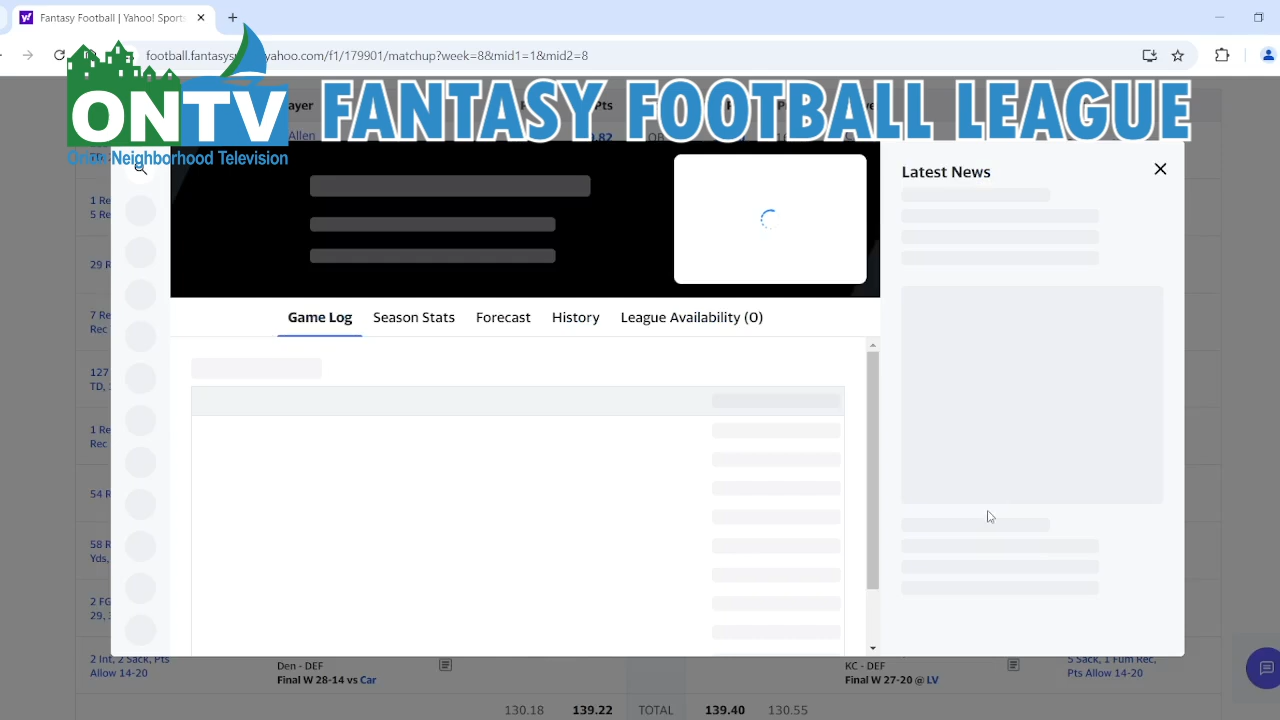 Fantasy Football | Yahoo! Sport
yahoo.com/f1/179901/matchup?week=8&mid1=1&mid2=8
ONTV
Orion Neighborhood Television
FANTASY FOOTBALL LEAGUE
Allen
Latest News
Game Log Season Stats Forecast History League Availability (0)
1 Re
5 Re
29 R
7 Re
Rec
127
TD,
1 Re
Rec
54 R
58 R
Yds,
2 FG
29,
2 Int, 2 Sack, Pts
Allow 14-20
Den - DEF
Final W 28-14 vs Car
KC - DEF
Final W 27-20 @ LV
5 Sack, 1 Fum Rec,
Pts Allow 14-20
130.18 139.22 TOTAL 139.40 130.55